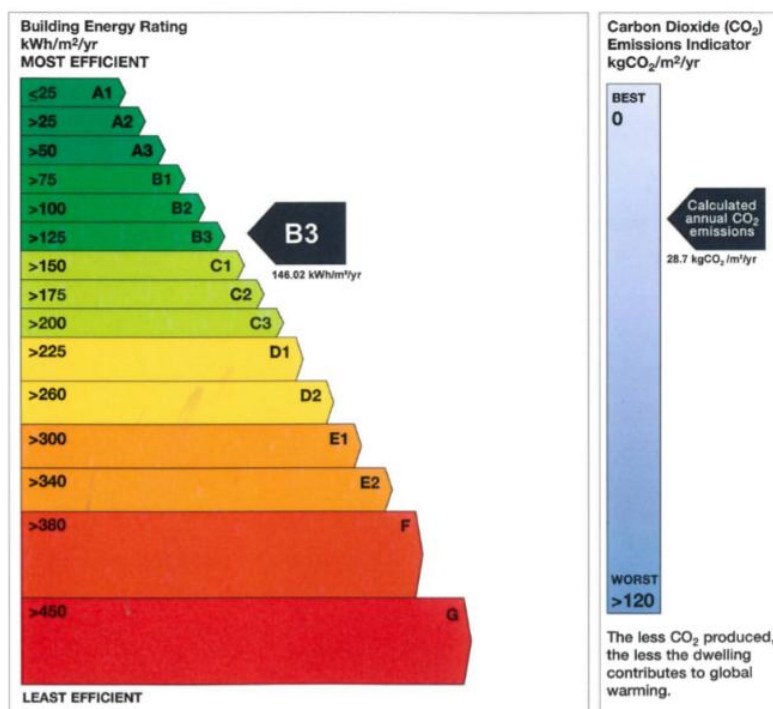 Building Energy Rating
kWh/m²/yr
MOST EFFICIENT
≤25 A1
>25 A2
>50 A3
>75 B1
>100 B2
>125 B3
>150 C1
>175 C2
>200 C3
>225 D1
>260 D2
>300 E1
>340 E2
>380 F
>450 G
LEAST EFFICIENT
B3
146.02 kWh/m²/yr
Carbon Dioxide (CO₂)
Emissions Indicator
kgCO₂/m²/yr
BEST
0
Calculated
annual CO₂
emissions
28.7 kgCO₂/m²/yr
WORST
>120
The less CO₂ produced,
the less the dwelling
contributes to global
warming.